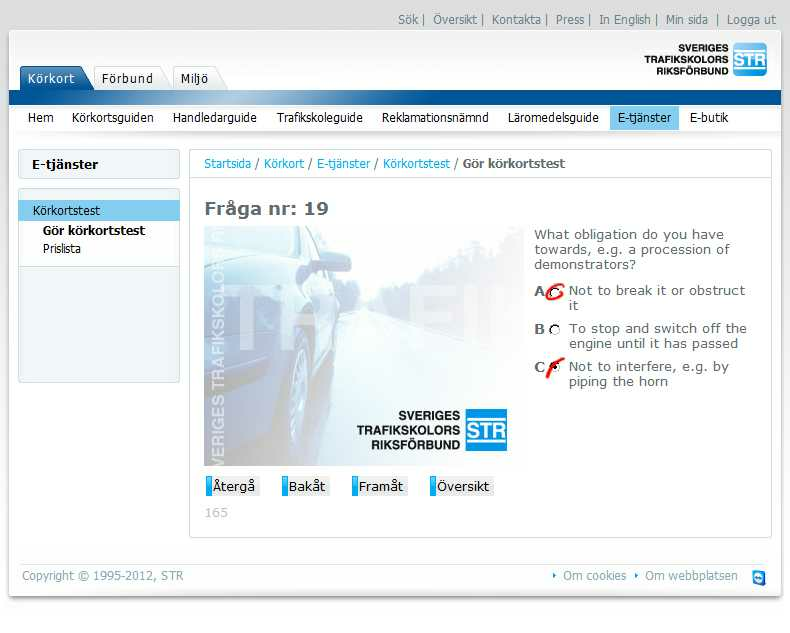 Sök | Översikt | Kontakta | Press | In English | Min sida | Logga ut
SVERIGES
TRAFIKSKOLORS
RIKSFÖRBUND
STR
Körkort Förbund Miljö
Hem Körkortsguiden Handledarguide Trafikskoleguide Reklamationsnämnd Läromedelsguide E-tjänster E-butik
E-tjänster
Körkortstest
Gör körkortstest
Prislista
Startsida / Körkort / E-tjänster / Körkortstest / Gör körkortstest
Fråga nr: 19
What obligation do you have
towards, e.g. a procession of
demonstrators?
A Not to break it or obstruct
it
B To stop and switch off the
engine until it has passed
C Not to interfere, e.g. by
piping the horn
SVERIGES
TRAFIKSKOLORS
RIKSFÖRBUND
STR
Återgå Bakåt Framåt Översikt
165
Copyright © 1995-2012, STR
Om cookies Om webbplatsen